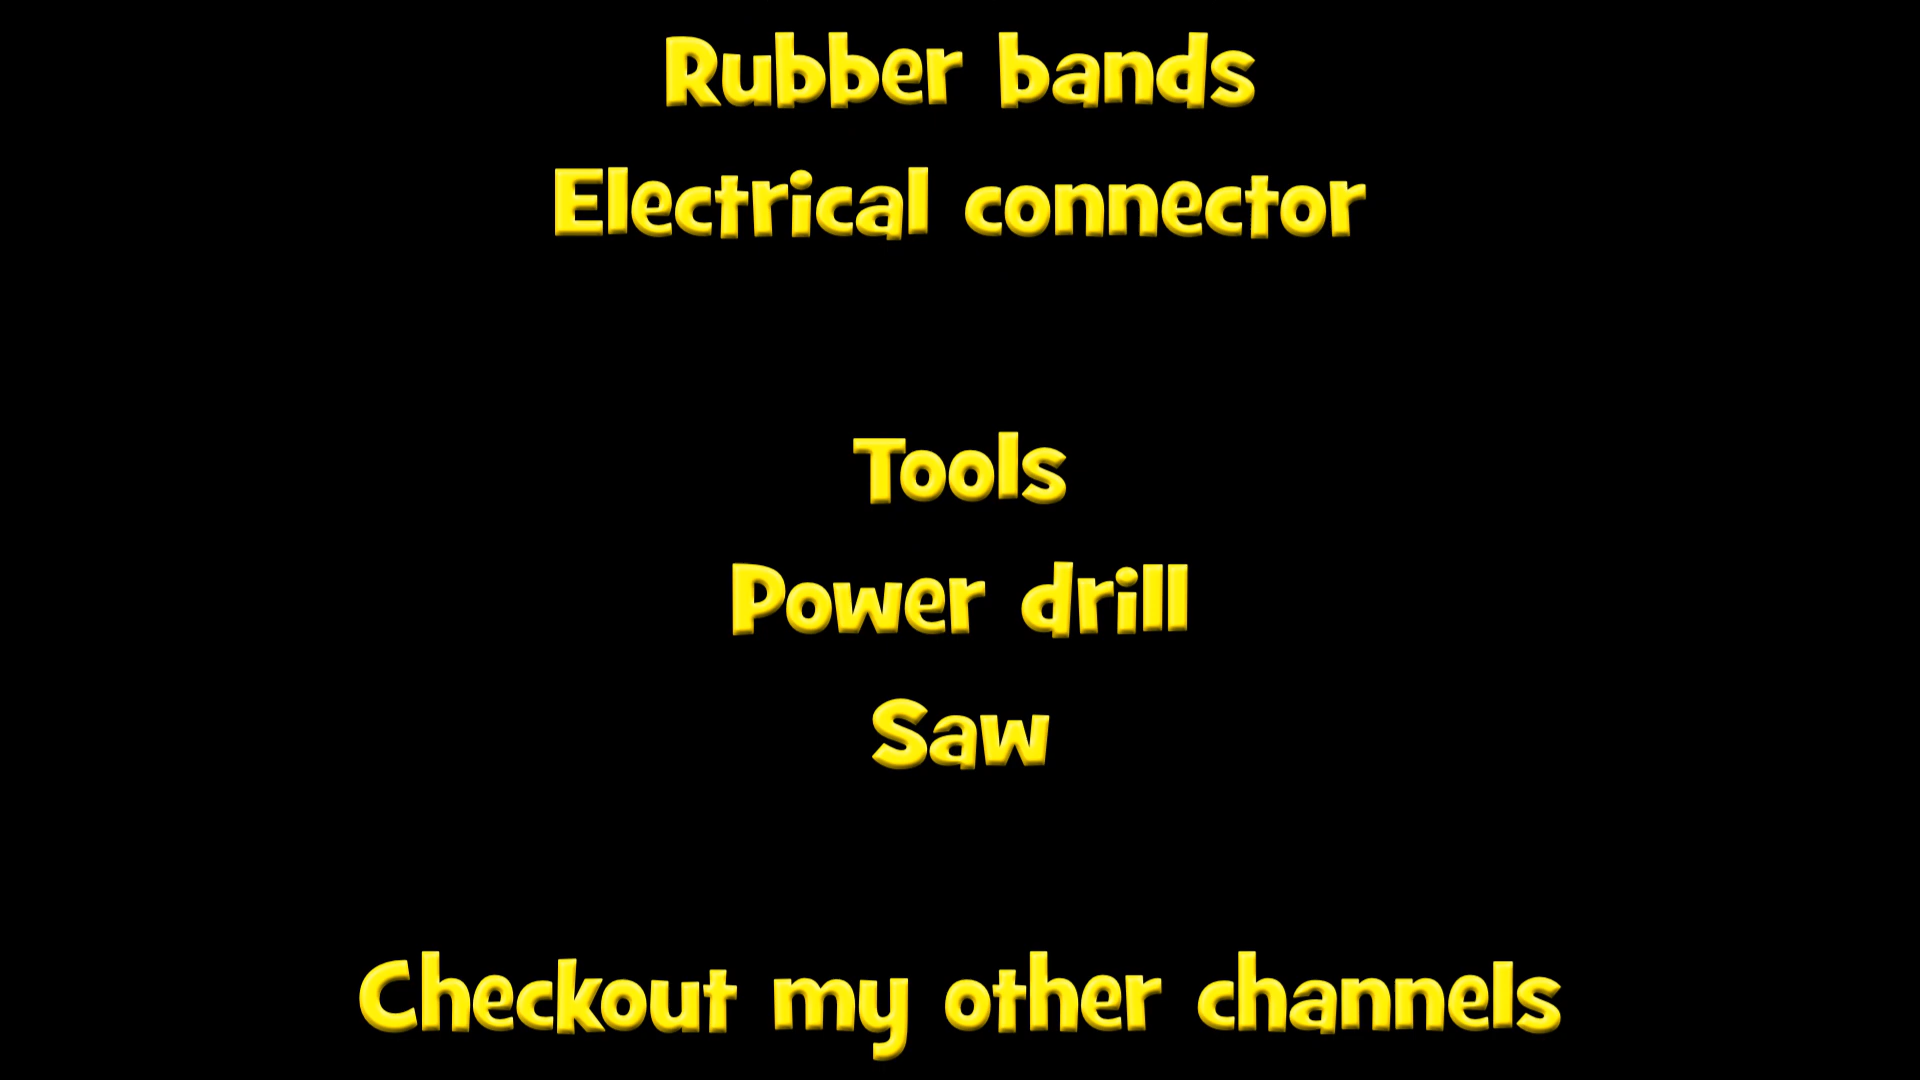 Rubber bands
Electrical connector
Tools
Power drill
Saw
Checkout my other channels